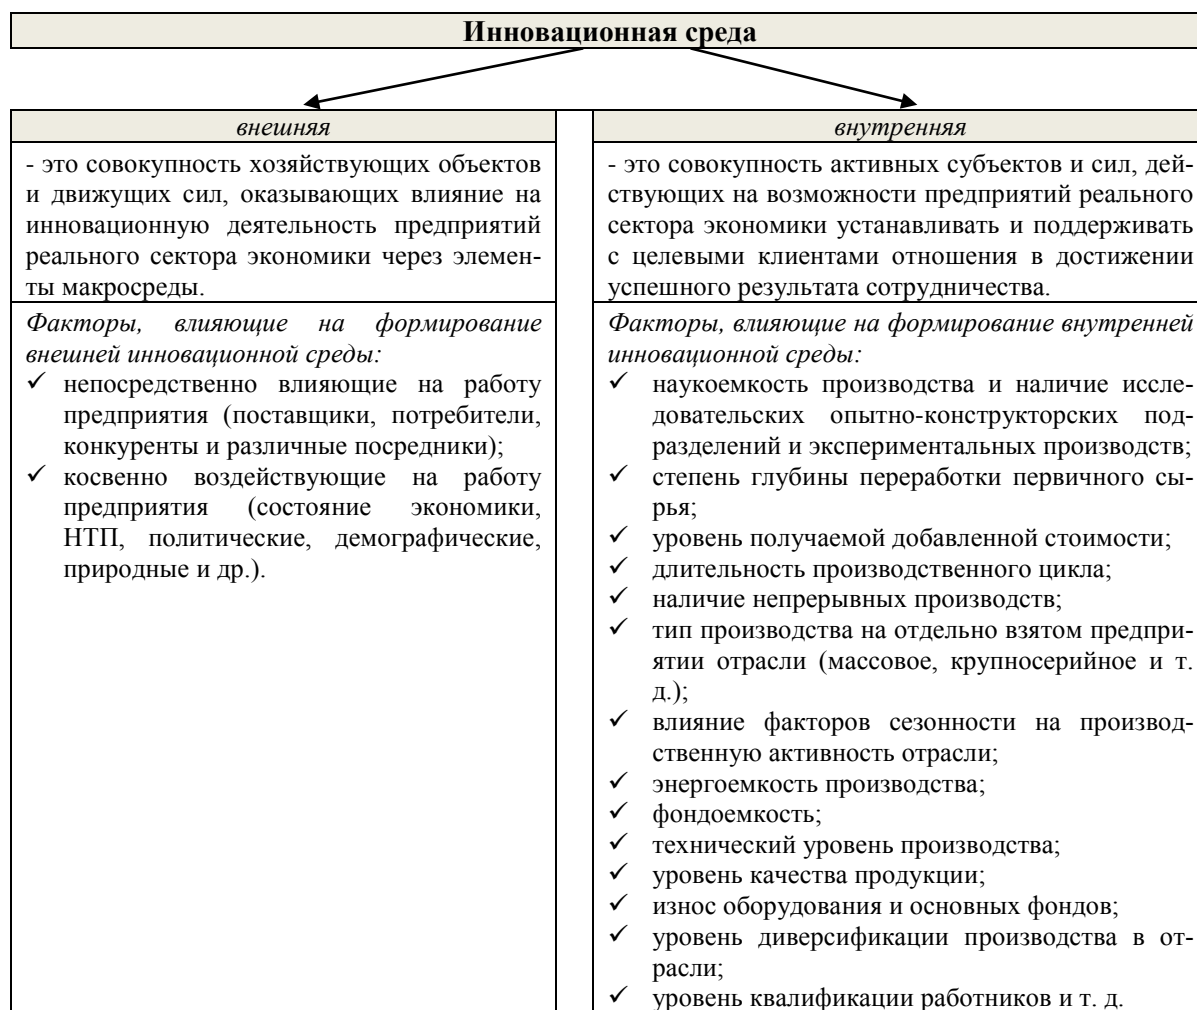 Инновационная среда
внешняя
- это совокупность хозяйствующих объектов
и движущих сил, оказывающих влияние на
инновационную деятельность предприятий
реального сектора экономики через элемен-
ты макросреды.
Факторы, влияющие на формирование
внешней инновационной среды:
✓ непосредственно влияющие на работу
предприятия (поставщики, потребители,
конкуренты и различные посредники);
✓ косвенно воздействующие на работу
предприятия (состояние экономики,
НТП, политические, демографические,
природные и др.).
внутренняя
- это совокупность активных субъектов и сил, дей-
ствующих на возможности предприятий реального
сектора экономики устанавливать и поддерживать
с целевыми клиентами отношения в достижении
успешного результата сотрудничества.
Факторы, влияющие на формирование внутренней
инновационной среды:
✓ наукоемкость производства и наличие иссле-
довательских опытно-конструкторских под-
разделений и экспериментальных производств;
✓ степень глубины переработки первичного сы-
рья;
✓ уровень получаемой добавленной стоимости;
✓ длительность производственного цикла;
✓ наличие непрерывных производств;
✓ тип производства на отдельно взятом предпри-
ятии отрасли (массовое, крупносерийное и т.
д.);
✓ влияние факторов сезонности на производ-
ственную активность отрасли;
✓ энергоемкость производства;
✓ фондоемкость;
✓ технический уровень производства;
✓ уровень качества продукции;
✓ износ оборудования и основных фондов;
✓ уровень диверсификации производства в от-
расли;
✓ уровень квалификации работников и т. д.